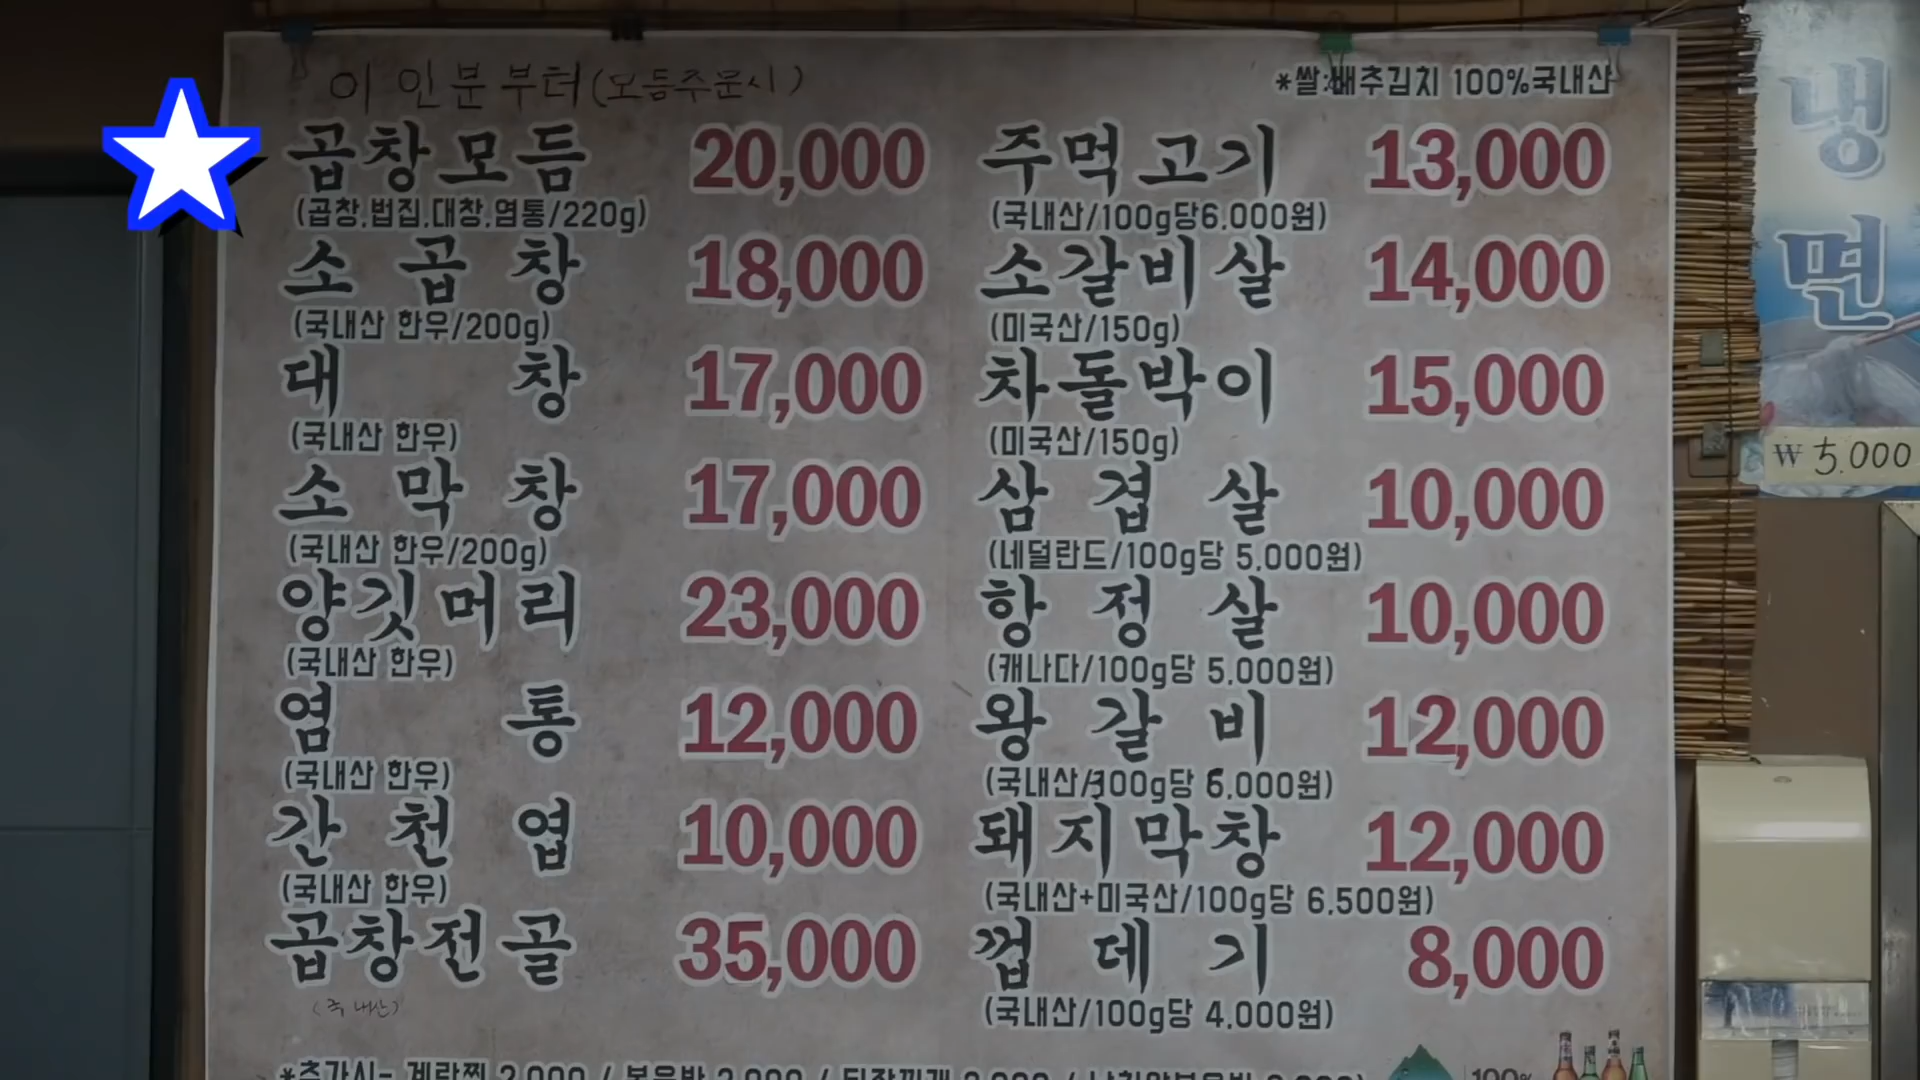 이 인분 부터(모듬주문시)
*쌀:배추김치 100%국내산
곱창모듬 20,000
(곱창,법집,대창,염통/220g)
소 곱 창 18,000
(국내산 한우/200g)
대 창 17,000
(국내산 한우)
소 막 창 17,000
(국내산 한우/200g)
양깃머리 23,000
(국내산 한우)
염 통 12,000
(국내산 한우)
간 천 엽 10,000
(국내산 한우)
곱창전골 35,000
(국내산)
주먹고기 13,000
(국내산/100g당6,000원)
소갈비살 14,000
(미국산/150g)
차돌박이 15,000
(미국산/150g)
삼 겹 살 10,000
(네덜란드/100g당 5,000원)
항 정 살 10,000
(캐나다/100g당 5,000원)
왕 갈 비 12,000
(국내산/300g당 6,000원)
돼지막창 12,000
(국내산+미국산/100g당 6,500원)
껍 데 기 8,000
(국내산/100g당 4,000원)
*추가시- 계란찜 2,000 /
100%
냉면
₩ 5,000